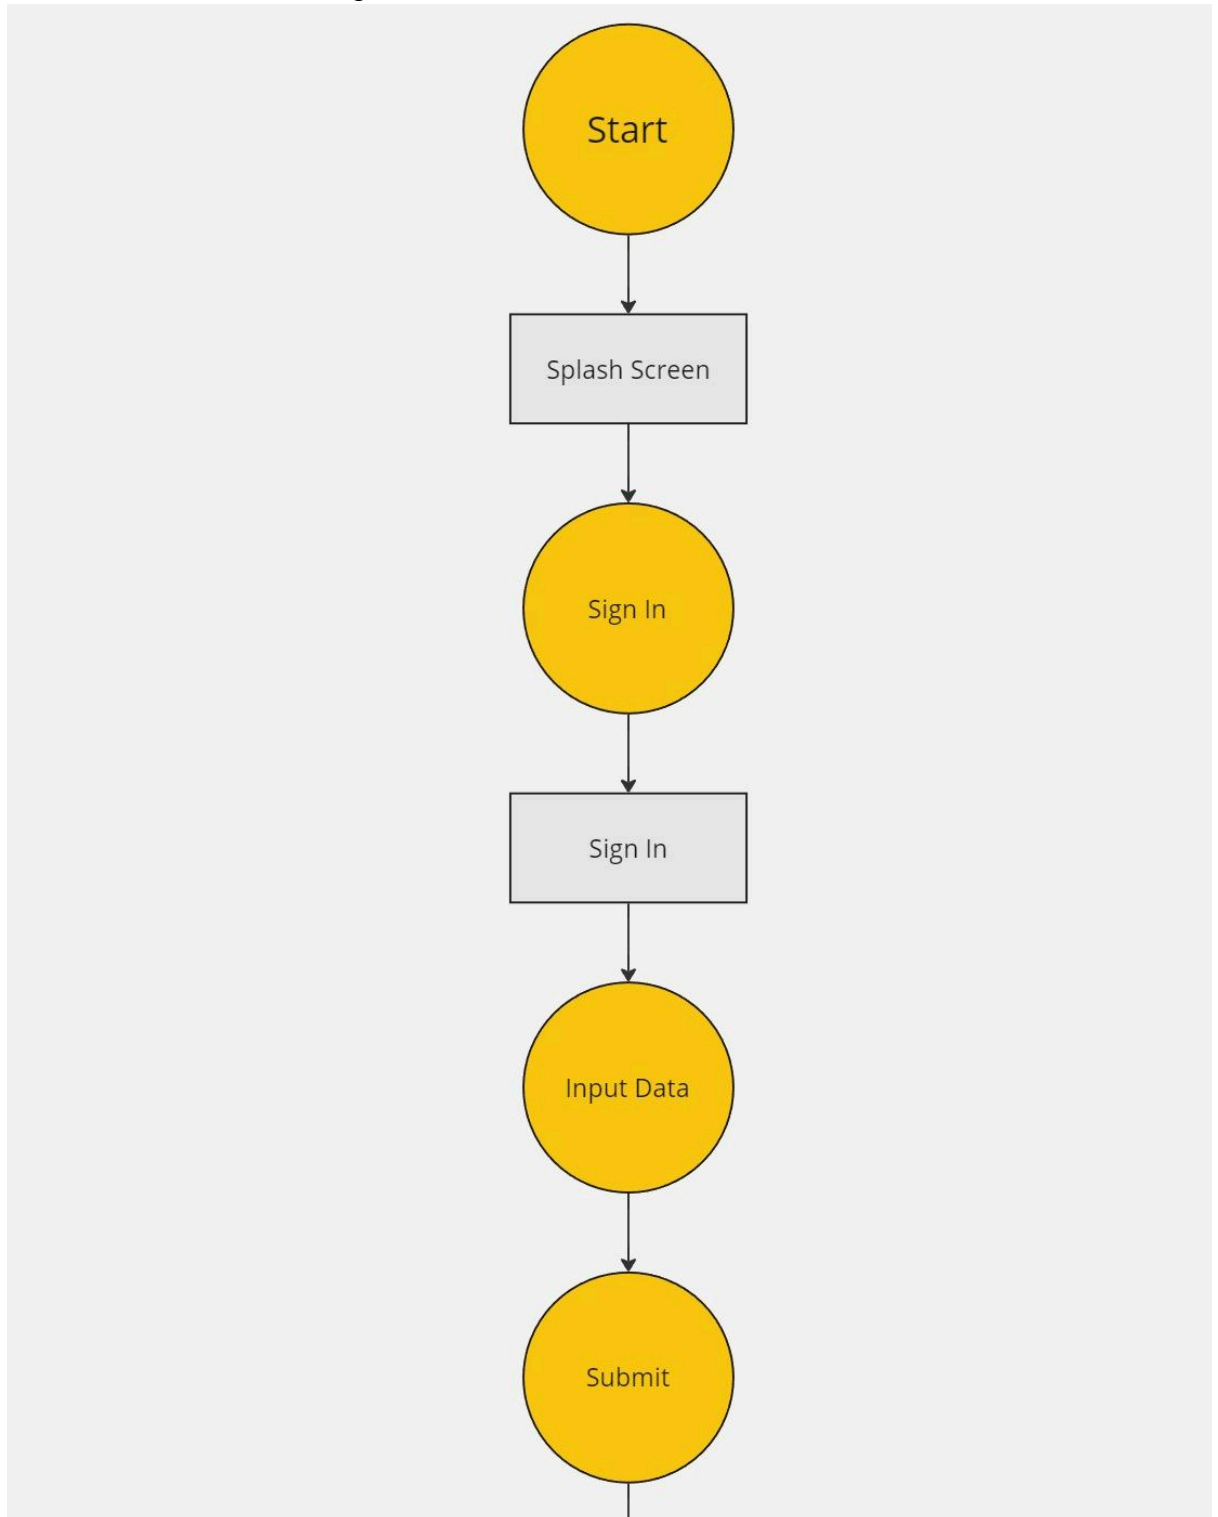 Start
Splash Screen
Sign In
Sign In
Input Data
Submit